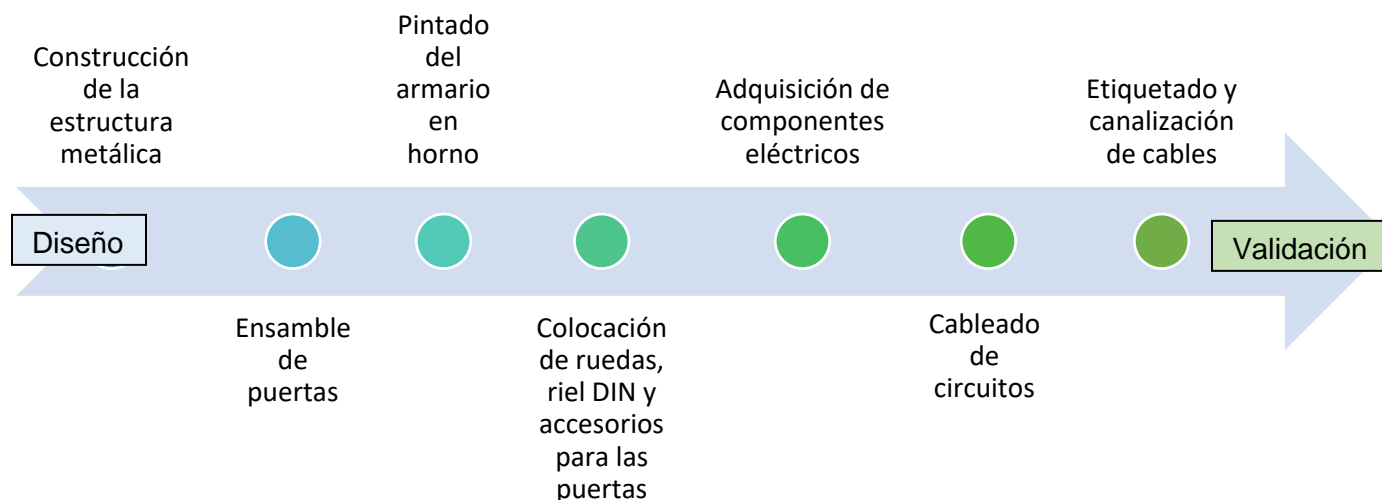 Construcción
de la
estructura
metálica
Pintado
del
armario
en
horno
Adquisición de
componentes
eléctricos
Etiquetado y
canalización
de cables
Diseño
Validación
Ensamble
de
puertas
Colocación
de ruedas,
riel DIN y
accesorios
para las
puertas
Cableado
de
circuitos